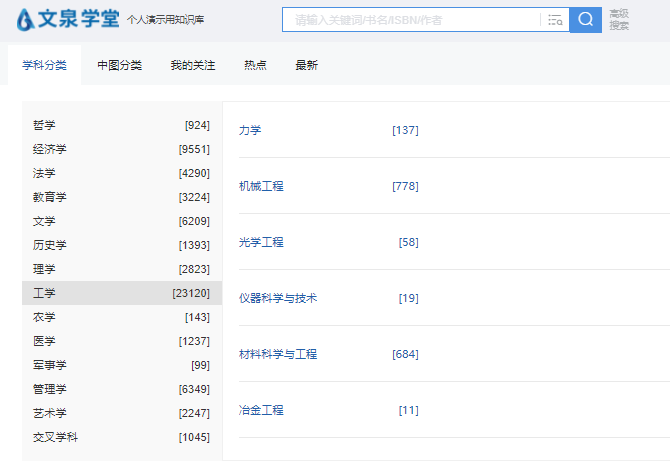 文泉学堂 个人演示用知识库
请输入关键词/书名/ISBN/作者
高级
搜索
学科分类 中图分类 我的关注 热点 最新
哲学 [924]
经济学 [9551]
法学 [4290]
教育学 [3224]
文学 [6209]
历史学 [1393]
理学 [2823]
工学 [23120]
农学 [143]
医学 [1237]
军事学 [99]
管理学 [6349]
艺术学 [2247]
交叉学科 [1045]
力学 [137]
机械工程 [778]
光学工程 [58]
仪器科学与技术 [19]
材料科学与工程 [684]
冶金工程 [11]